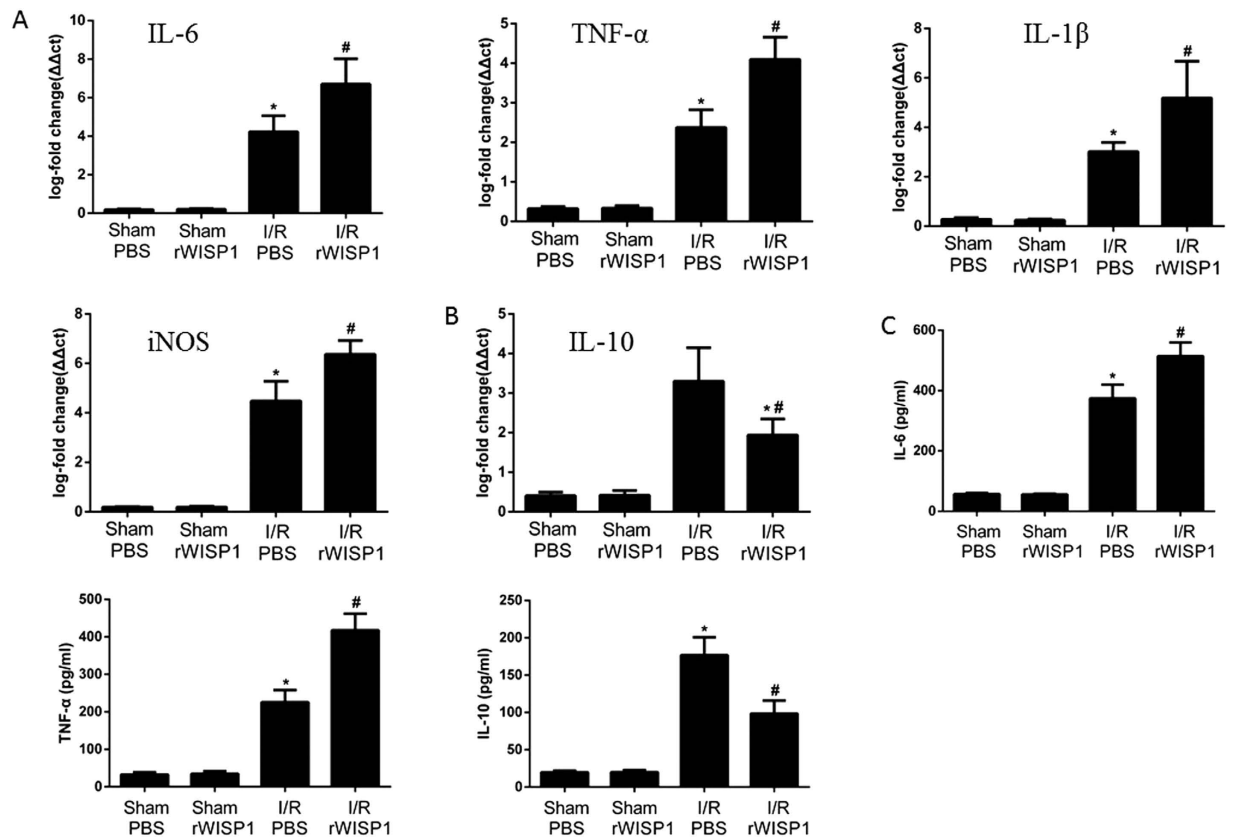 A
IL-6
log-fold change(ΔΔct)
10
8
6
4
2
0
*
#
Sham
PBS
Sham
rWISP1
I/R
PBS
I/R
rWISP1
TNF-α
log-fold change(ΔΔct)
5
4
3
2
1
0
*
#
Sham
PBS
Sham
rWISP1
I/R
PBS
I/R
rWISP1
IL-1β
log-fold change(ΔΔct)
8
6
4
2
0
*
#
Sham
PBS
Sham
rWISP1
I/R
PBS
I/R
rWISP1
iNOS
log-fold change(ΔΔct)
8
6
4
2
0
*
#
Sham
PBS
Sham
rWISP1
I/R
PBS
I/R
rWISP1
B
IL-10
log-fold change(ΔΔct)
5
4
3
2
1
0
*#
Sham
PBS
Sham
rWISP1
I/R
PBS
I/R
rWISP1
C
IL-6 (pg/ml)
600
400
200
0
*
#
Sham
PBS
Sham
rWISP1
I/R
PBS
I/R
rWISP1
TNF-α (pg/ml)
500
400
300
200
100
0
*
#
Sham
PBS
Sham
rWISP1
I/R
PBS
I/R
rWISP1
IL-10 (pg/ml)
250
200
150
100
50
0
*
#
Sham
PBS
Sham
rWISP1
I/R
PBS
I/R
rWISP1